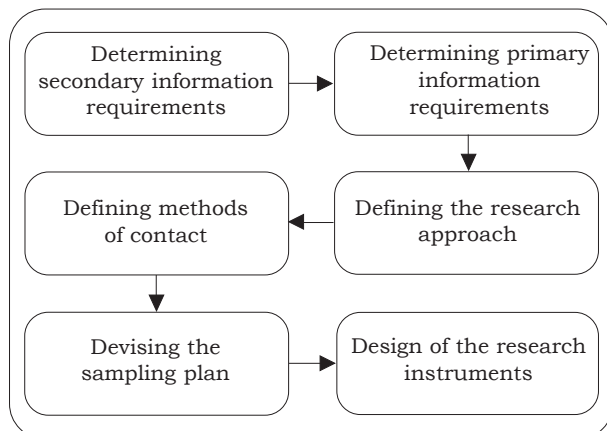 Determining
secondary information
requirements
Determining primary
information
requirements
Defining the research
approach
Defining methods
of contact
Devising the
sampling plan
Design of the research
instruments